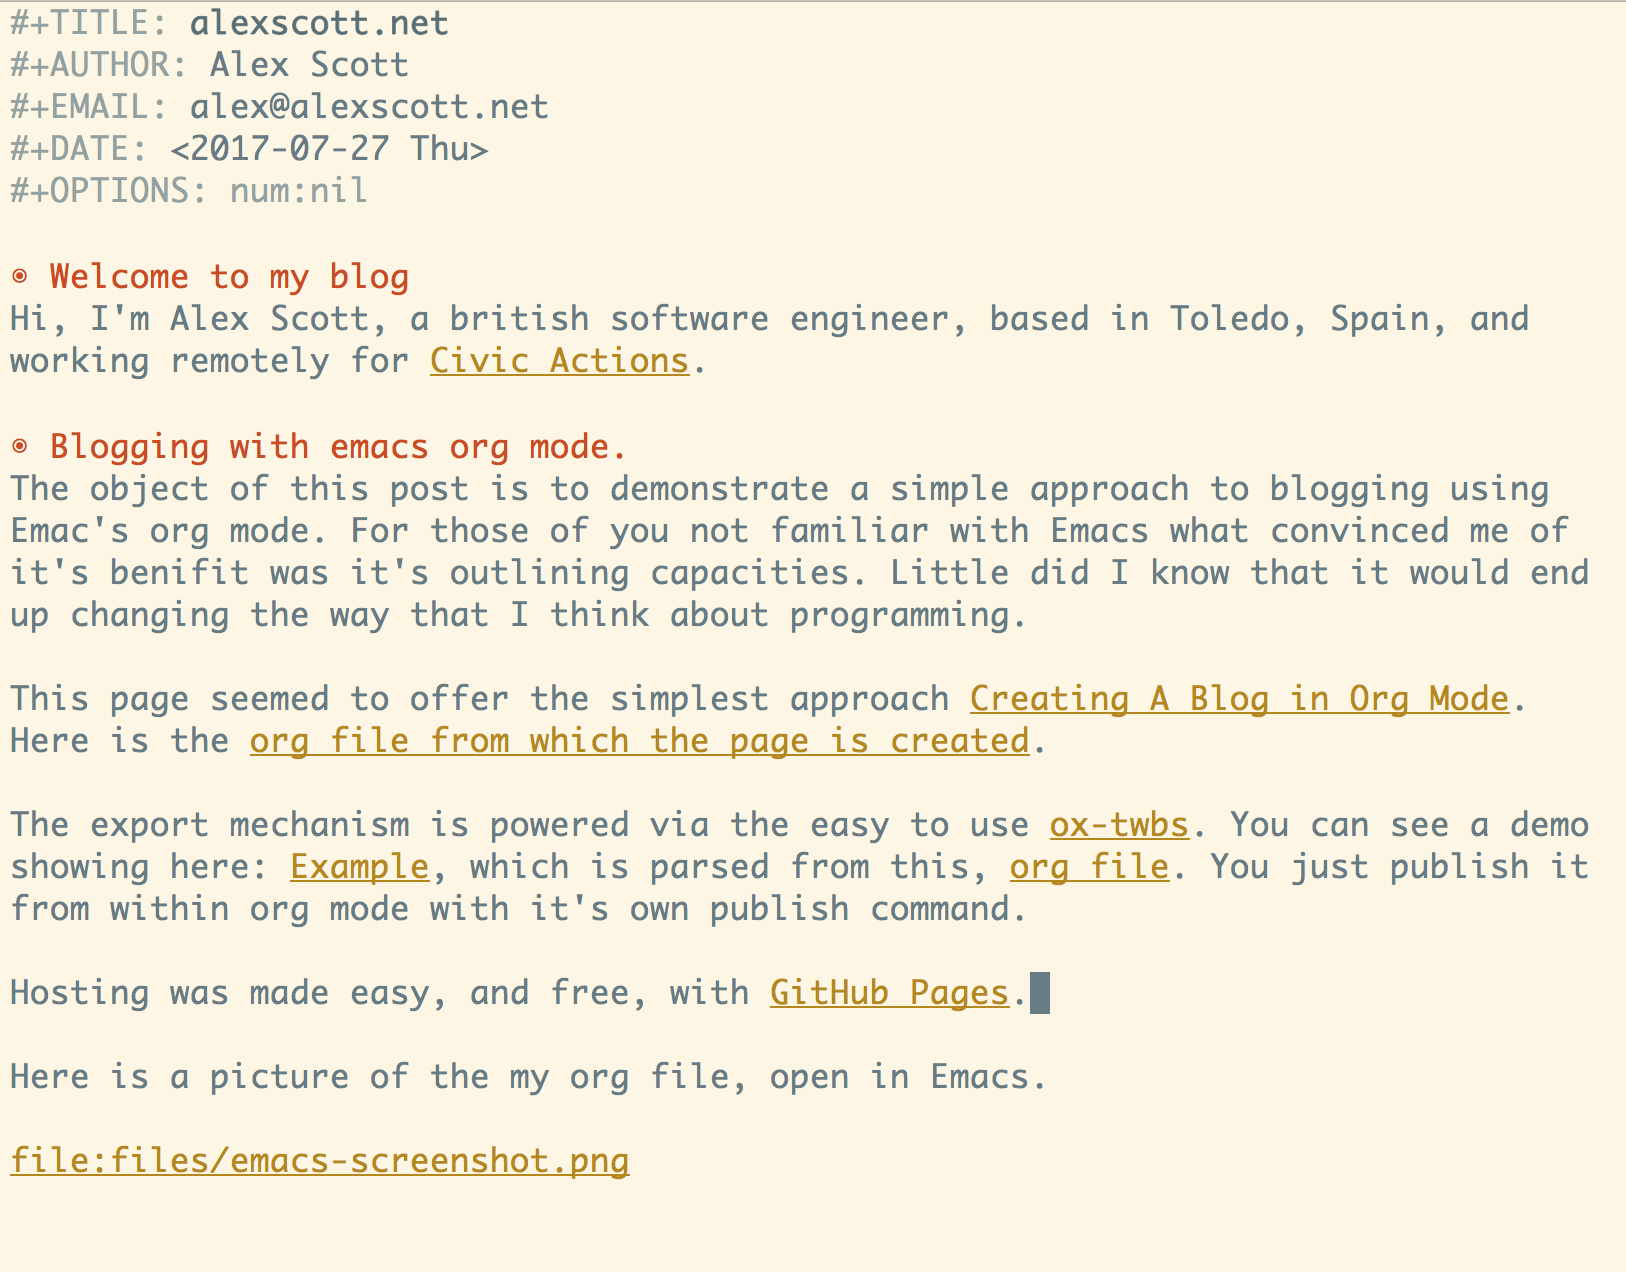 #+TITLE: alexscott.net
#+AUTHOR: Alex Scott
#+EMAIL: alex@alexscott.net
#+DATE: <2017-07-27 Thu>
#+OPTIONS: num:nil
◉ Welcome to my blog
Hi, I'm Alex Scott, a british software engineer, based in Toledo, Spain, and
working remotely for Civic Actions.
◉ Blogging with emacs org mode.
The object of this post is to demonstrate a simple approach to blogging using
Emac's org mode. For those of you not familiar with Emacs what convinced me of
it's benifit was it's outlining capacities. Little did I know that it would end
up changing the way that I think about programming.
This page seemed to offer the simplest approach Creating A Blog in Org Mode.
Here is the org file from which the page is created.
The export mechanism is powered via the easy to use ox-twbs. You can see a demo
showing here: Example, which is parsed from this, org file. You just publish it
from within org mode with it's own publish command.
Hosting was made easy, and free, with GitHub Pages.
Here is a picture of the my org file, open in Emacs.
file:files/emacs-screenshot.png